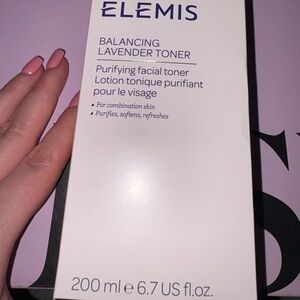 ELEMIS
BALANCING
LAVENDER TONER
Purifying facial toner
Lotion tonique purifiant
pour le visage
• For combination skin
• Purifies, softens, refreshes
200 ml e 6.7 US fl.oz.